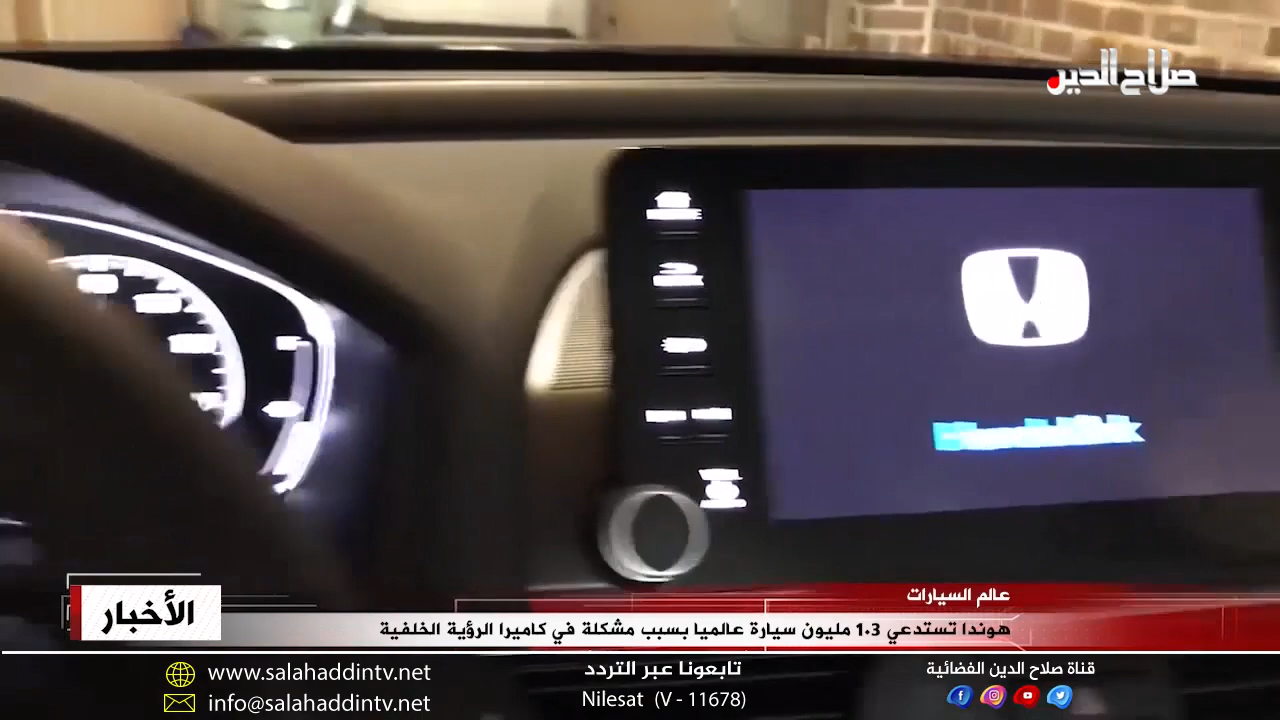 صلاح الدين
عالم السيارات
الأخبار
هوندا تستدعي 1.3 مليون سيارة عالميا بسبب مشكلة في كاميرا الرؤية الخلفية
قناة صلاح الدين الفضائية
تابعونا عبر التردد
Nilesat (V - 11678)
www.salahaddintv.net
info@salahaddintv.net